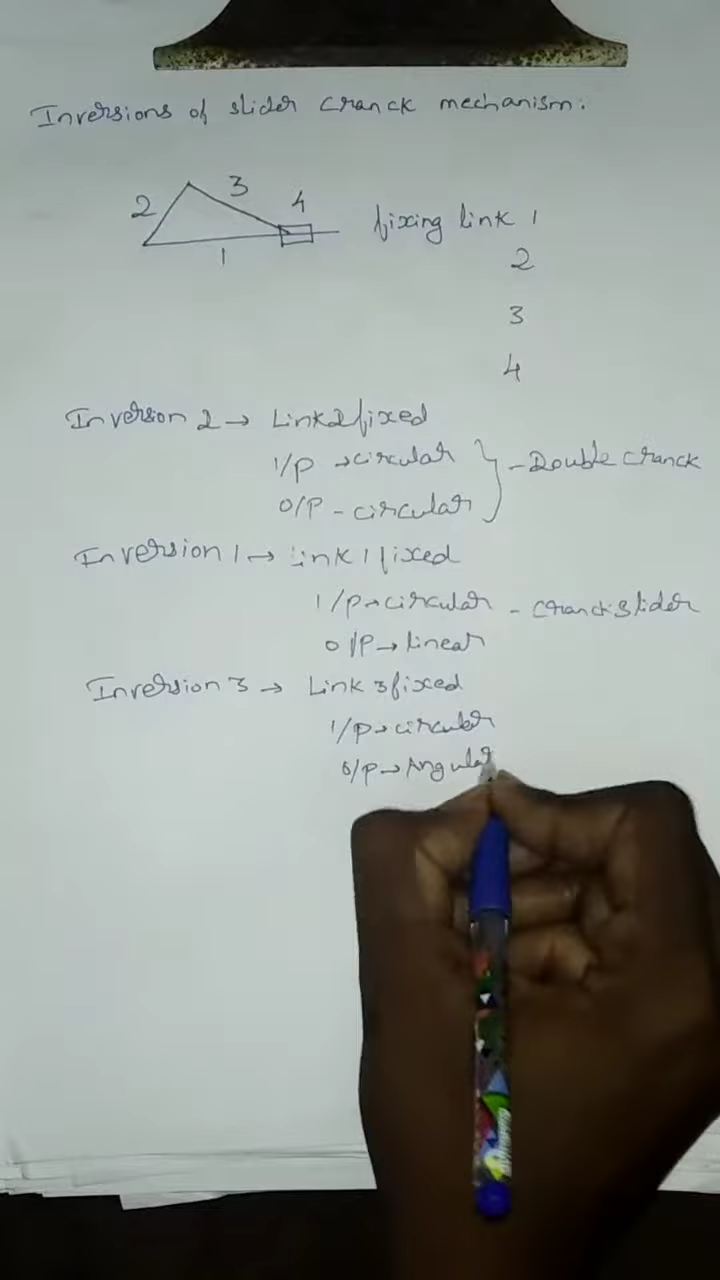 Inversions of slider cranck mechanism:
2 3 4
1
fixing link 1
2
3
4
Inversion 2 → Link 2 fixed
I/p → circular
O/P - circular } - Double cranck
Inversion 1 → Link 1 fixed
I/p → circular - cranck slider
O/P → linear
Inversion 3 → Link 3 fixed
I/p → circular
O/P → Angular